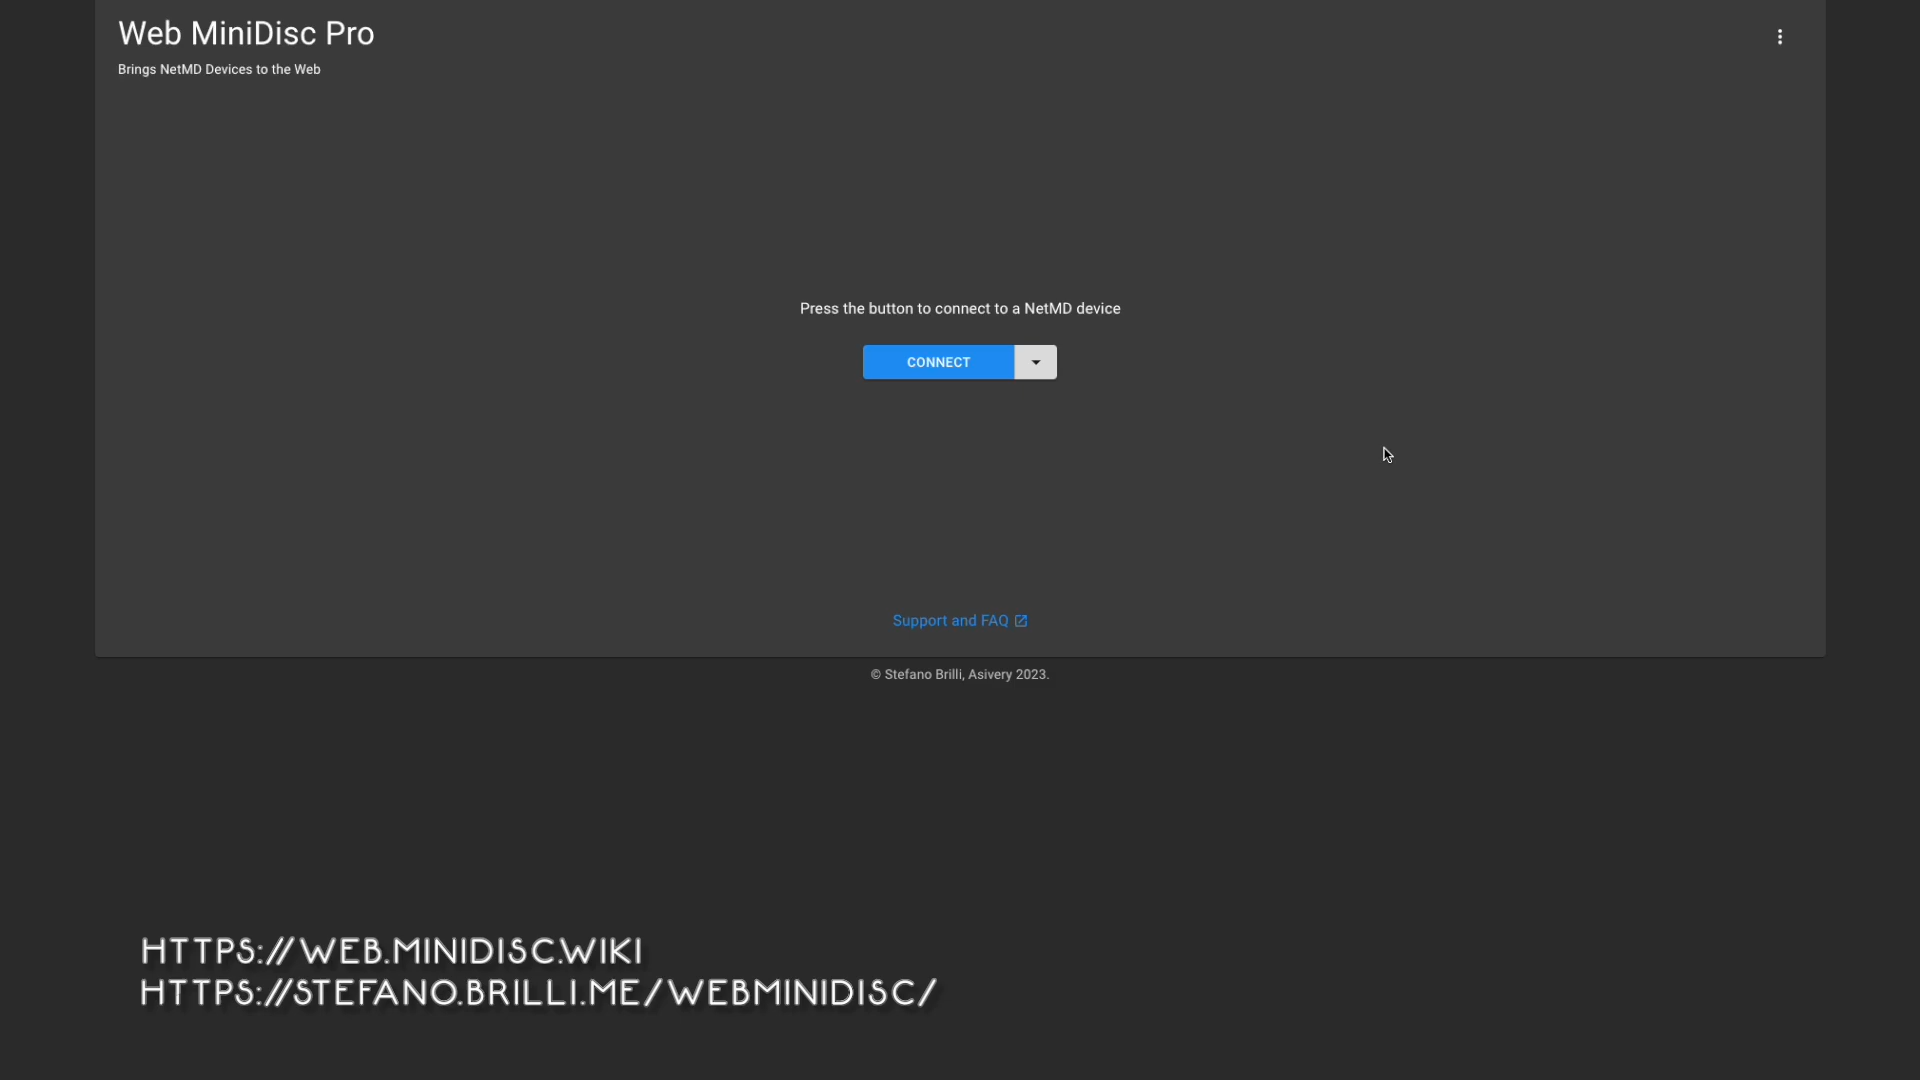 Web MiniDisc Pro
Brings NetMD Devices to the Web
Press the button to connect to a NetMD device
CONNECT
Support and FAQ
© Stefano Brilli, Asivery 2023.
HTTPS://WEB.MINIDISC.WIKI
HTTPS://STEFANO.BRILLI.ME/WEBMINIDISC/